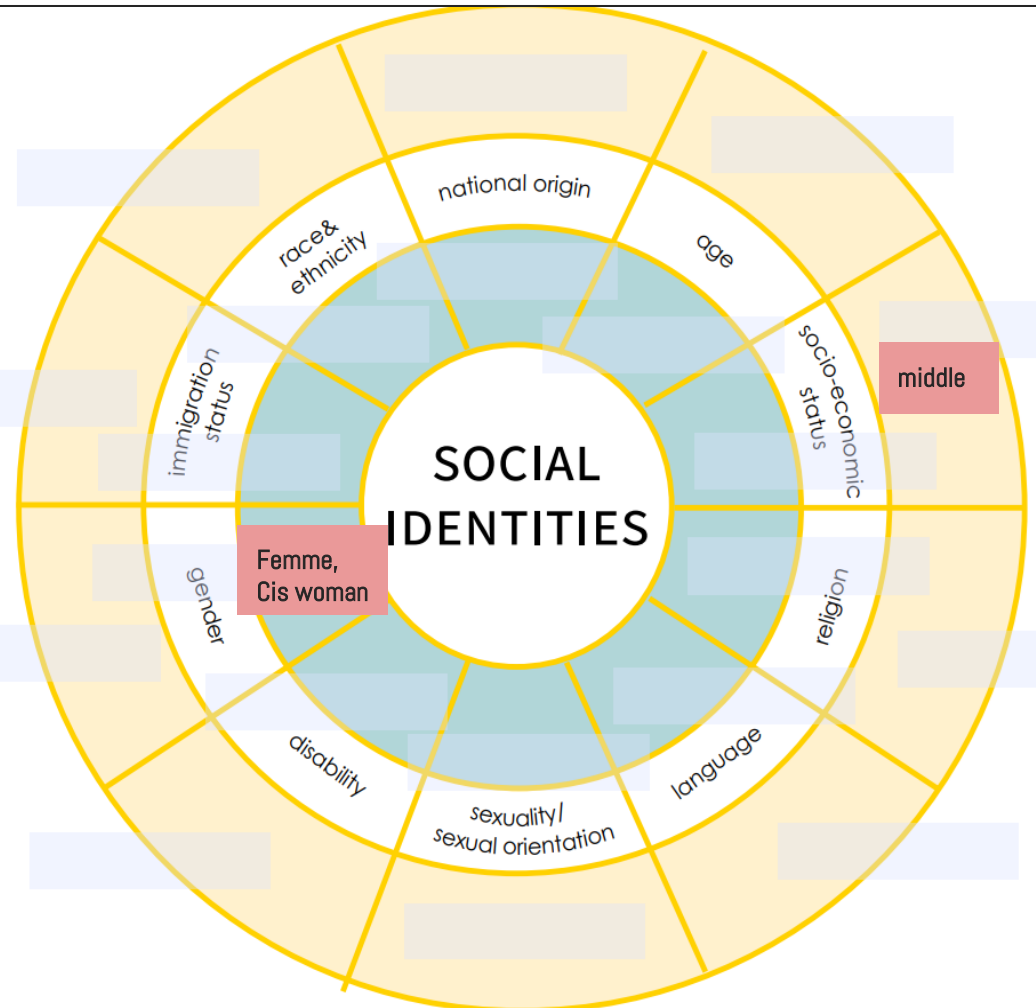 national origin
race&
ethnicity
age
immigration
status
socio-economic
status
middle
SOCIAL
IDENTITIES
Femme,
Cis woman
gender
religion
disability
language
sexuality/
sexual orientation